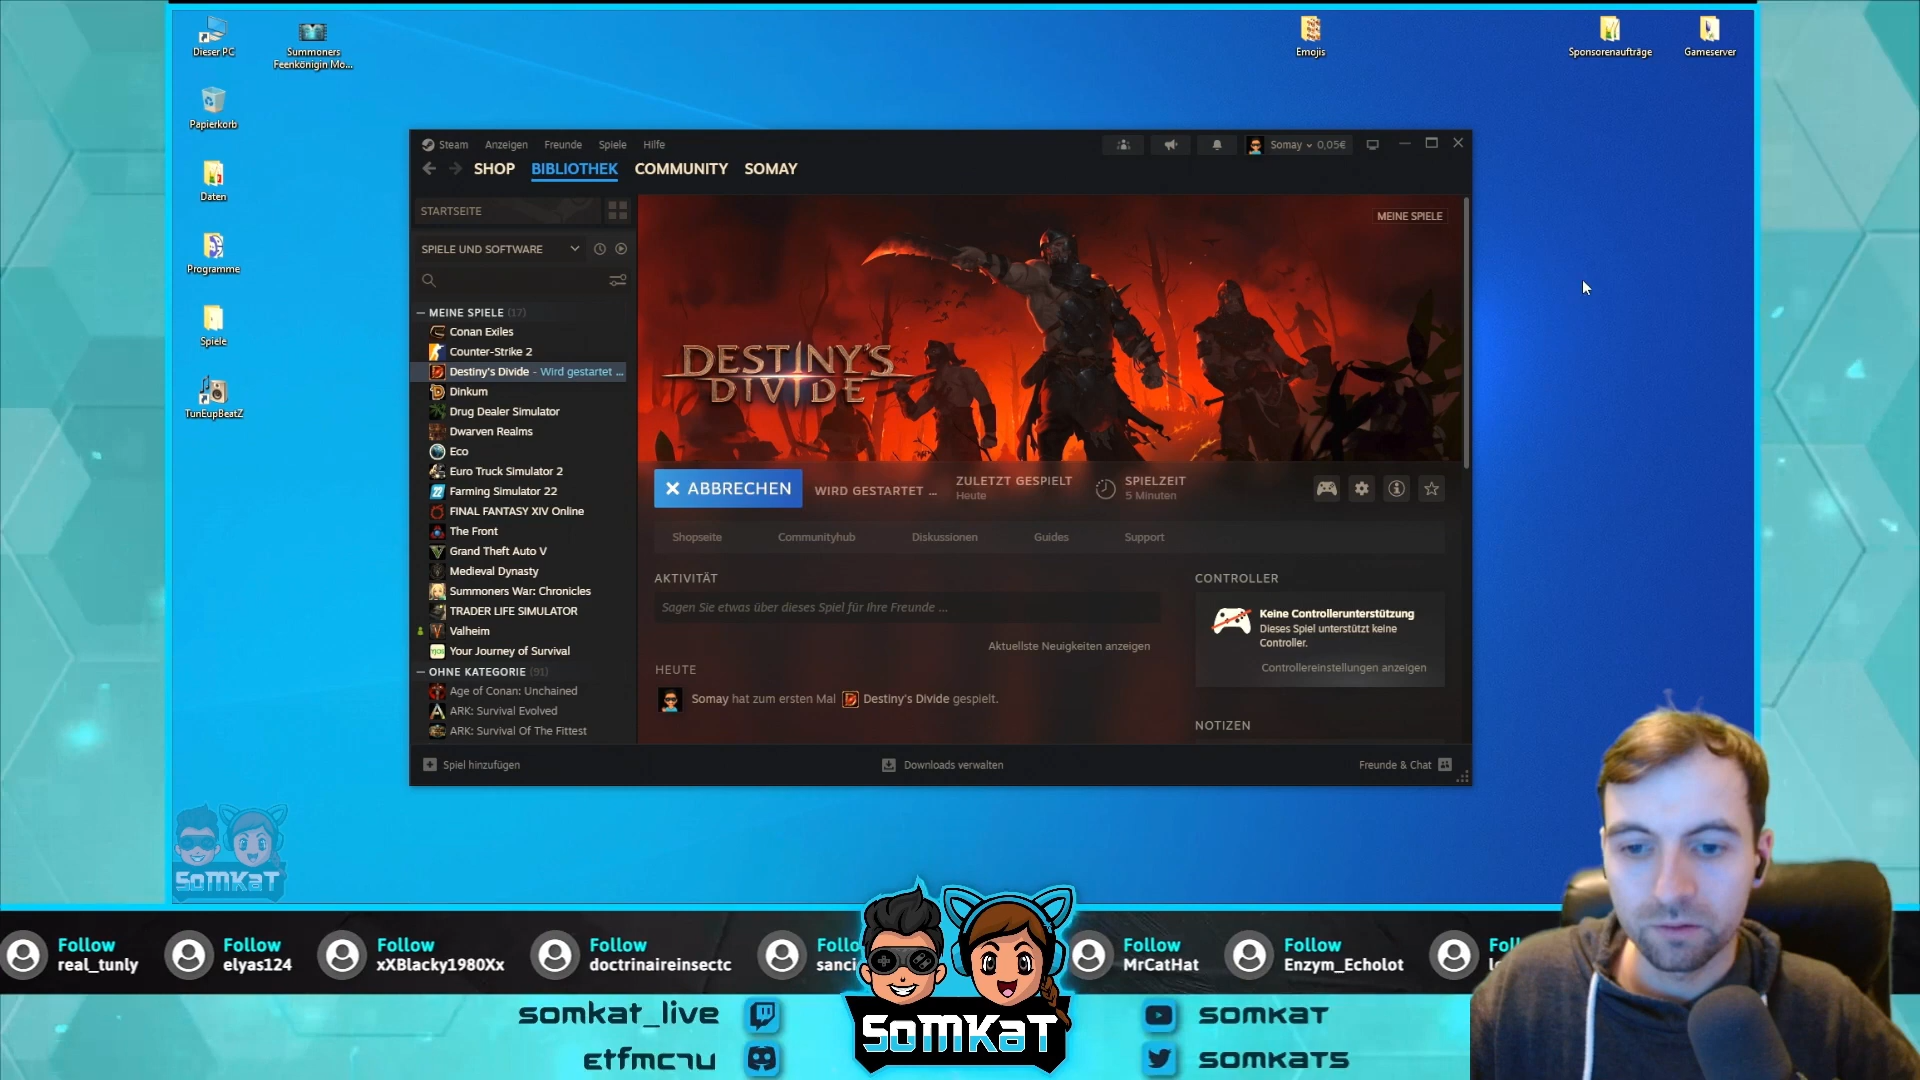 Dieser PC
Summoners
Feenkönigin Mo...
Emojis
Sponsorenaufträge
Gameserver
Papierkorb
Daten
Programme
Spiele
TunEupBeatZ
Steam
Anzeigen
Freunde
Spiele
Hilfe
Somay
0,05€
SHOP
BIBLIOTHEK
COMMUNITY
SOMAY
STARTSEITE
SPIELE UND SOFTWARE
MEINE SPIELE (17)
Conan Exiles
Counter-Strike 2
Destiny's Divide - Wird gestartet ...
Dinkum
Drug Dealer Simulator
Dwarven Realms
Eco
Euro Truck Simulator 2
Farming Simulator 22
FINAL FANTASY XIV Online
The Front
Grand Theft Auto V
Medieval Dynasty
Summoners War: Chronicles
TRADER LIFE SIMULATOR
Valheim
Your Journey of Survival
OHNE KATEGORIE (91)
Age of Conan: Unchained
ARK: Survival Evolved
ARK: Survival Of The Fittest
MEINE SPIELE
DESTINY'S
DIVIDE
ABBRECHEN
WIRD GESTARTET ...
ZULETZT GESPIELT
Heute
SPIELZEIT
5 Minuten
Shopseite
Communityhub
Diskussionen
Guides
Support
AKTIVITÄT
Sagen Sie etwas über dieses Spiel für Ihre Freunde ...
Aktuellste Neuigkeiten anzeigen
HEUTE
Somay hat zum ersten Mal Destiny's Divide gespielt.
CONTROLLER
Keine Controllerunterstützung
Dieses Spiel unterstützt keine
Controller.
Controllereinstellungen anzeigen
NOTIZEN
Spiel hinzufügen
Downloads verwalten
Freunde & Chat
SOMKAT
Follow
real_tunly
Follow
elyas124
Follow
xXBlacky1980Xx
Follow
doctrinaireinsectc
Follo
sanci
Follow
MrCatHat
Follow
Enzym_Echolot
Foll
somkat_live
SOMKAT
somkat
somkat5